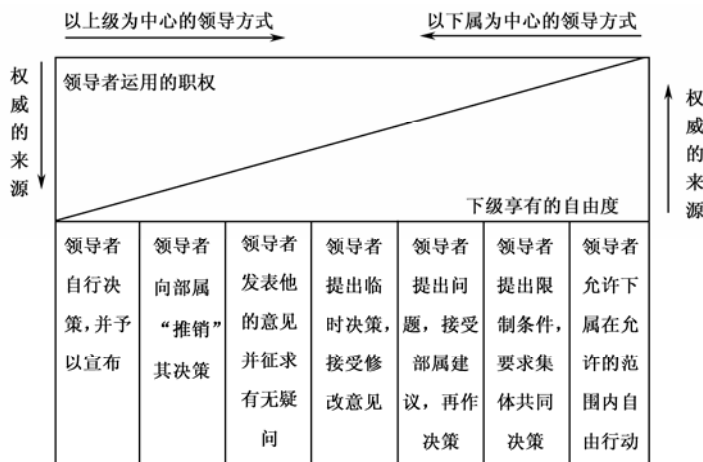 以上级为中心的领导方式
以下属为中心的领导方式
权
威
的
来
源
领导者运用的职权
下级享有的自由度
权
威
的
来
源
领导者
自行决
策，并予
以宣布
领导者
向部属
“推销”
其决策
领导者
发表他
的意见
并征求
有无疑
问
领导者
提出临
时决策，
接受修
改意见
领导者
提出问
题，接受
部属建
议，再作
决策
领导者
提出限
制条件，
要求集
体共同
决策
领导者
允许下
属在允
许的范
围内自
由行动